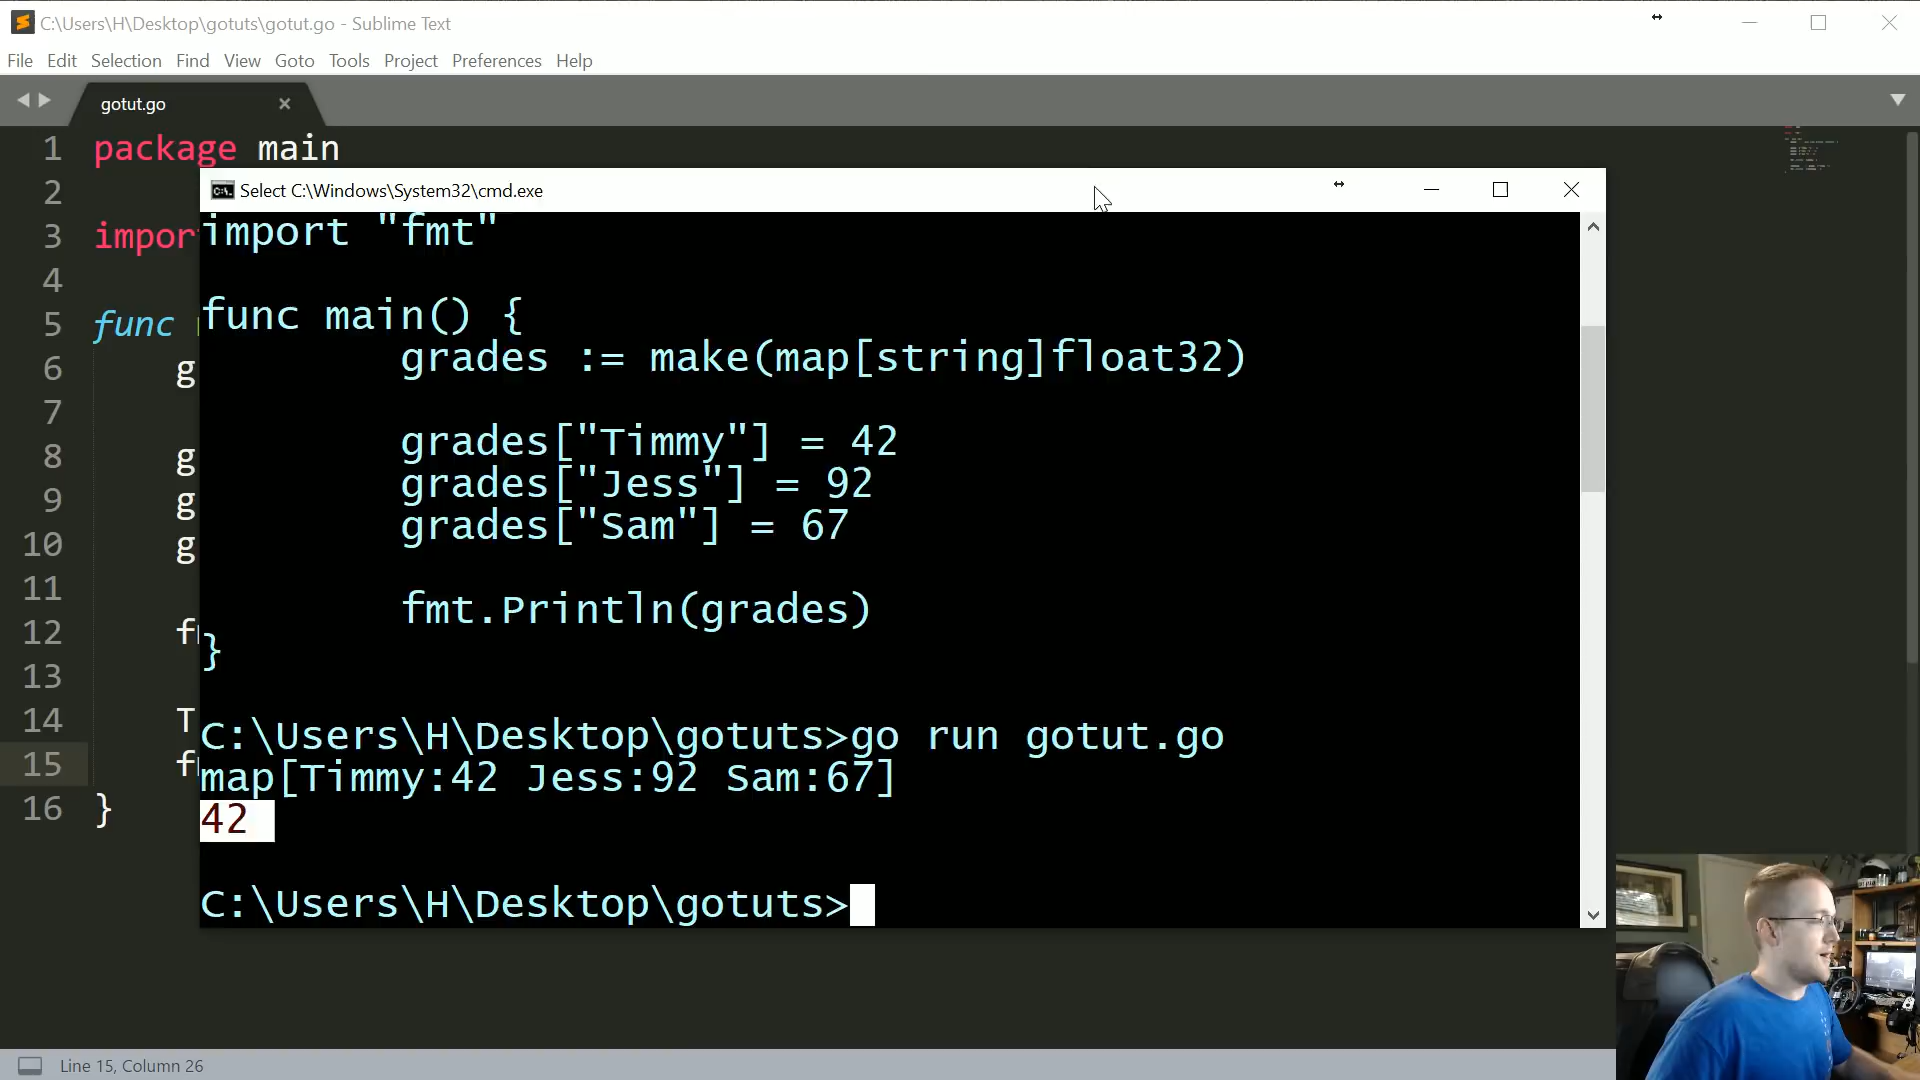 C:\Users\H\Desktop\gotuts\gotut.go - Sublime Text
File Edit Selection Find View Goto Tools Project Preferences Help
gotut.go
1 package main
2
3 impor
4
5 func
6 g
7
8 g
9 g
10 g
11
12 f
13
14 T
15 f
16 }
Select C:\Windows\System32\cmd.exe
import "fmt"
func main() {
grades := make(map[string]float32)
grades["Timmy"] = 42
grades["Jess"] = 92
grades["Sam"] = 67
fmt.Println(grades)
}
C:\Users\H\Desktop\gotuts>go run gotut.go
map[Timmy:42 Jess:92 Sam:67]
42
C:\Users\H\Desktop\gotuts>
Line 15, Column 26